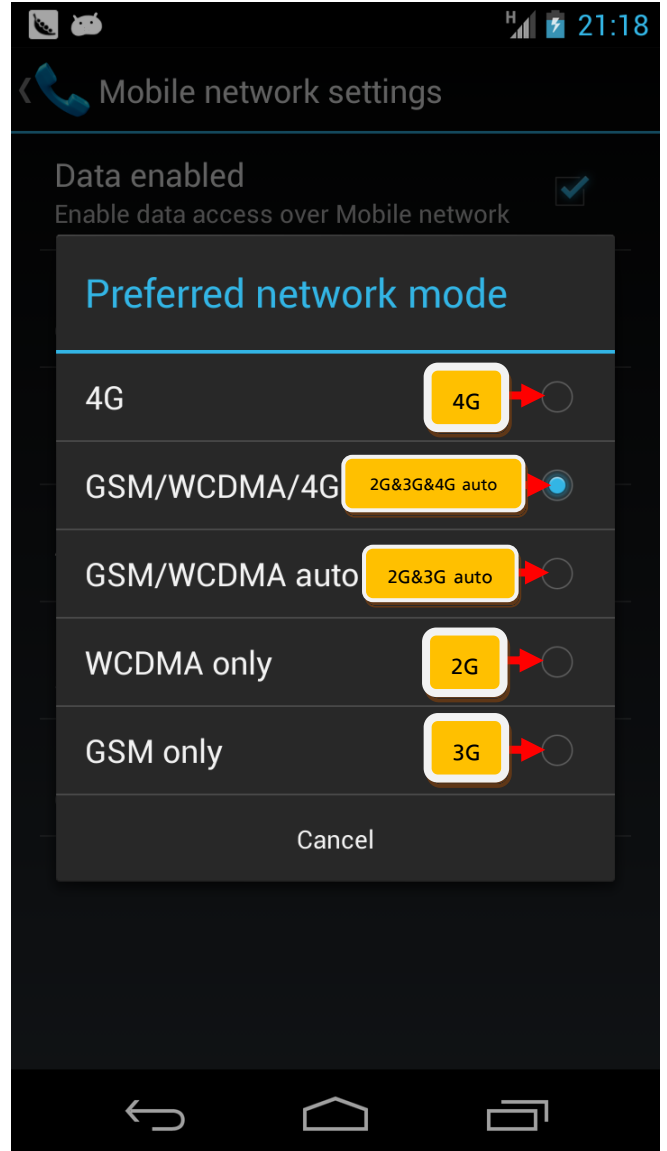 H 21:18
Mobile network settings
Data enabled
Enable data access over Mobile network
Preferred network mode
4G 4G
GSM/WCDMA/4G 2G&3G&4G auto
GSM/WCDMA auto 2G&3G auto
WCDMA only 2G
GSM only 3G
Cancel